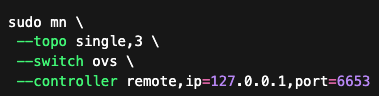 sudo mn \
 --topo single,3 \
 --switch ovs \
 --controller remote,ip=127.0.0.1,port=6653